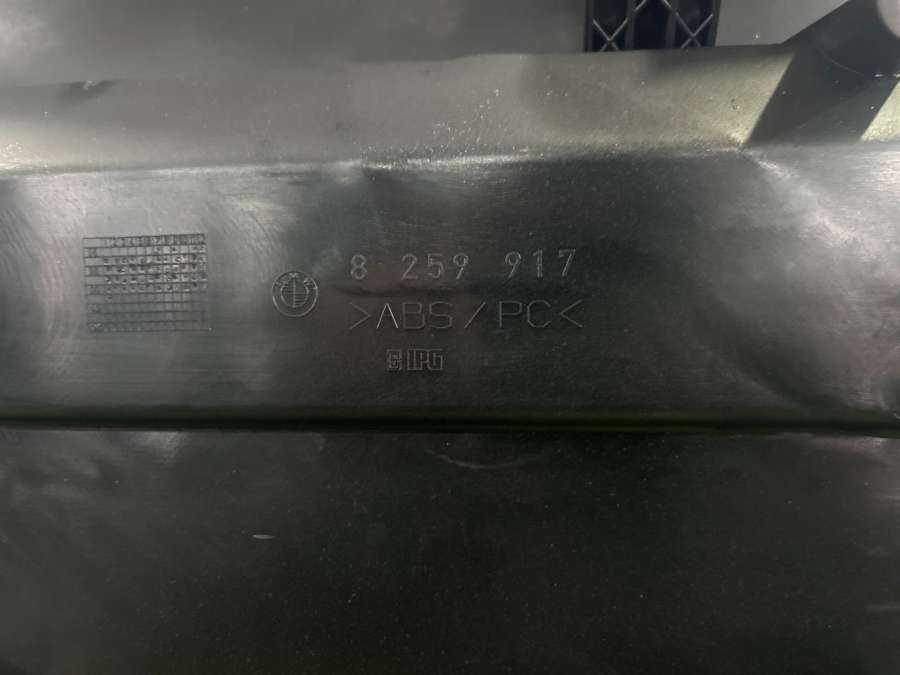 8 259 917
>ABS/PC<
IPG